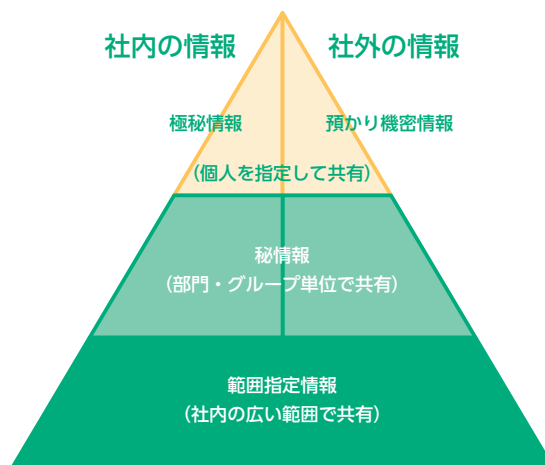 社内の情報
社外の情報
極秘情報
預かり機密情報
（個人を指定して共有）
秘情報
（部門・グループ単位で共有）
範囲指定情報
（社内の広い範囲で共有）